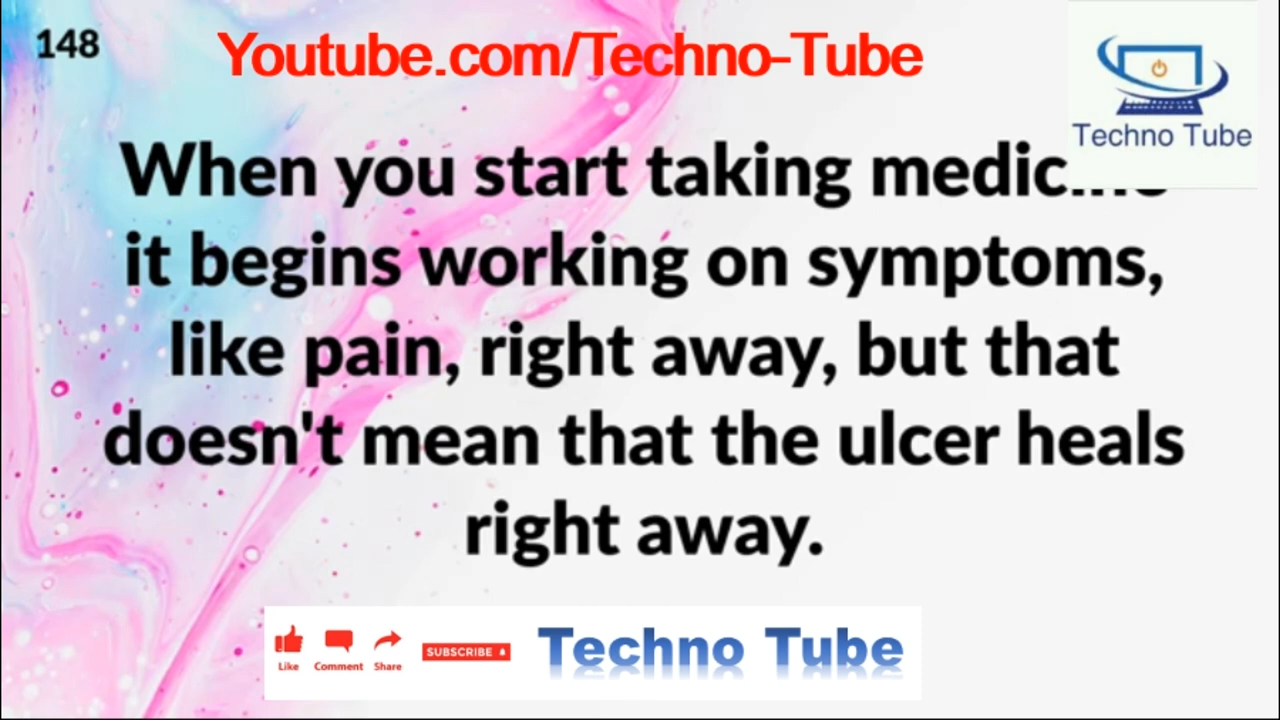 148
Youtube.com/Techno-Tube
Techno Tube
When you start taking
it begins working on symptoms,
like pain, right away, but that
doesn't mean that the ulcer heals
right away.
Like
Comment
Share
SUBSCRIBE
Techno Tube